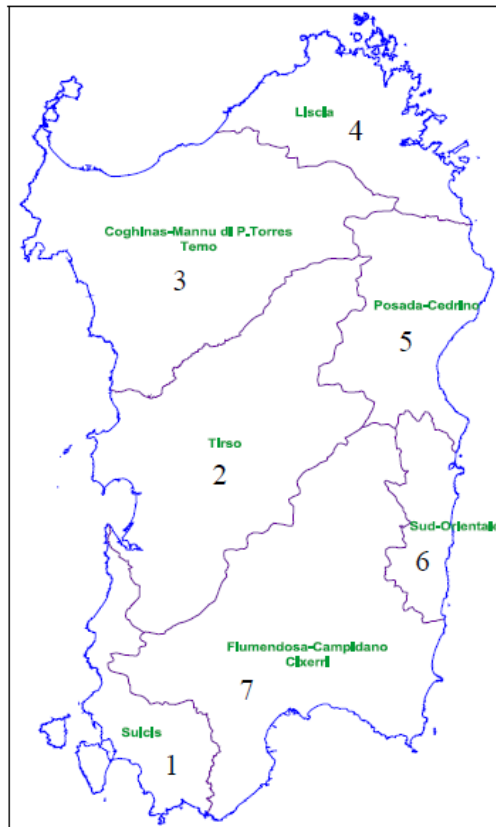 Liscia
4
Coghinas-Mannu di P.Torres
Temo
3
Posada-Cedrino
5
Tirso
2
Sud-Orientale
6
Flumendosa-Campidano
Cixerri
7
Sulcis
1